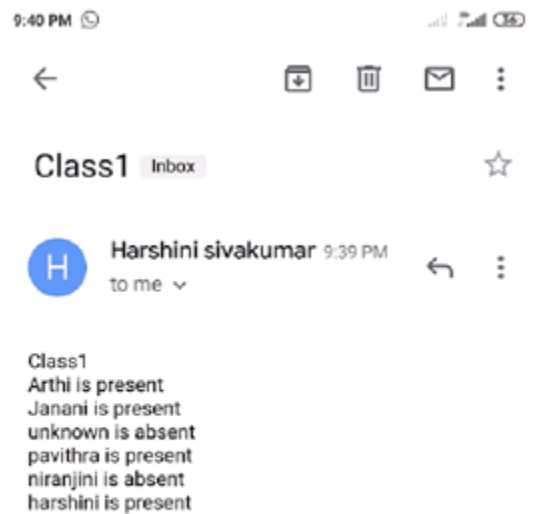 9:40 PM 56
Class1 Inbox
H
Harshini sivakumar 9:39 PM
to me
Class1
Arthi is present
Janani is present
unknown is absent
pavithra is present
niranjini is absent
harshini is present